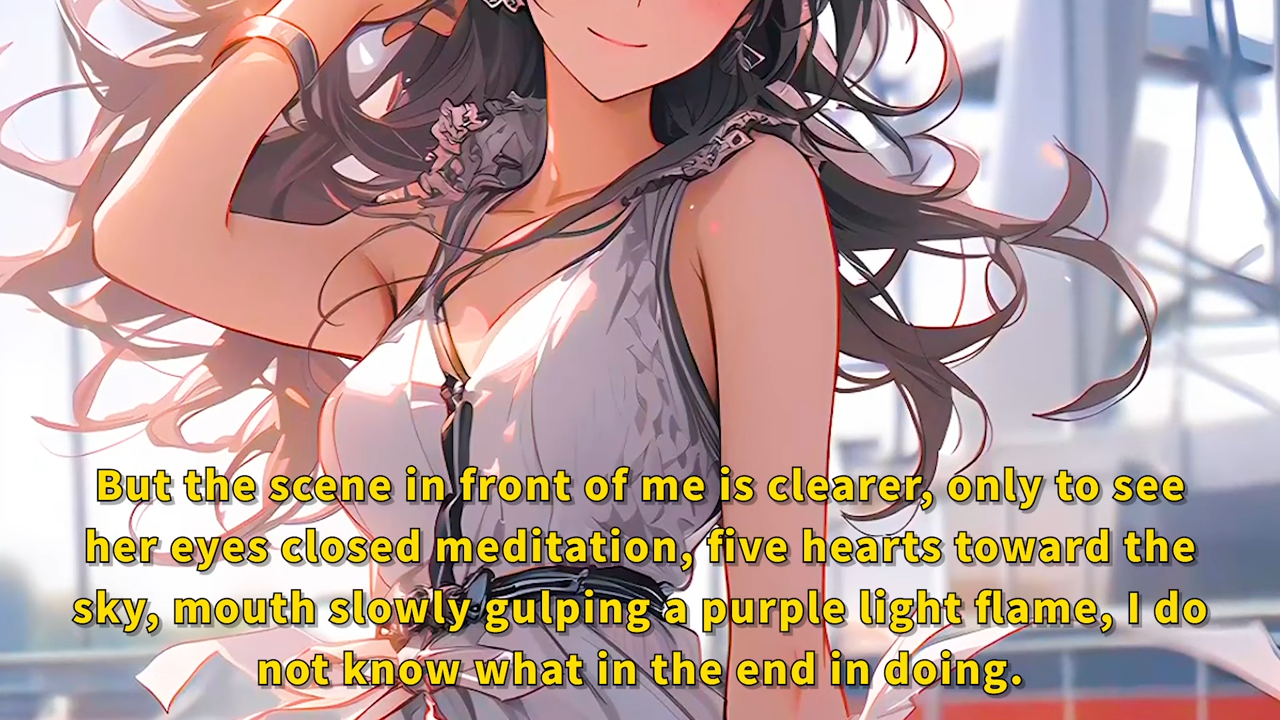 But the scene in front of me is clearer, only to see
her eyes closed meditation, five hearts toward the
sky, mouth slowly gulping a purple light flame, I do
not know what in the end in doing.